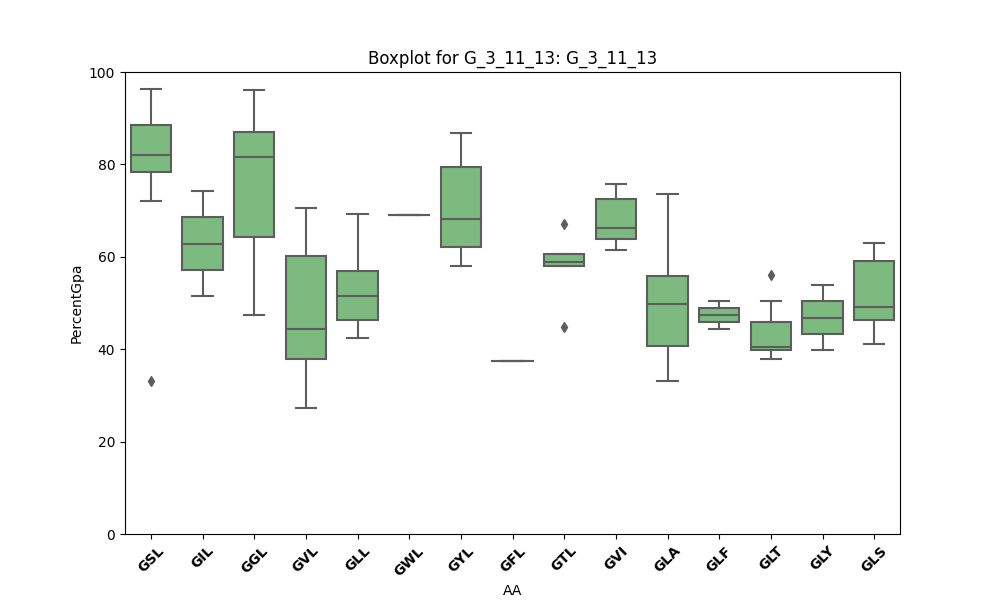 Boxplot for G_3_11_13: G_3_11_13
PercentGpa
100
80
60
40
20
0
GSL GIL GGL GVL GLL GWL GYL GFL GTL GVI GLA GLF GLT GLY GLS
AA